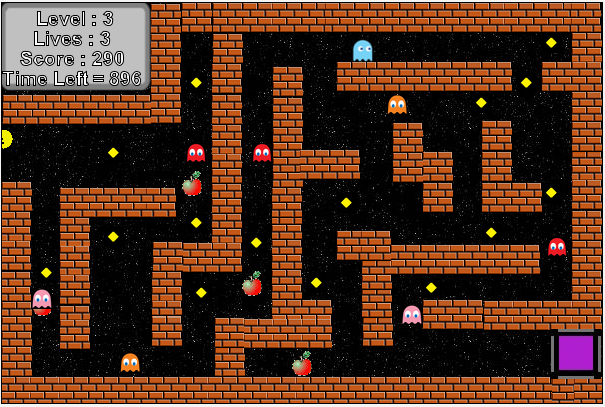 Level : 3
Lives : 3
Score : 290
Time Left = 896